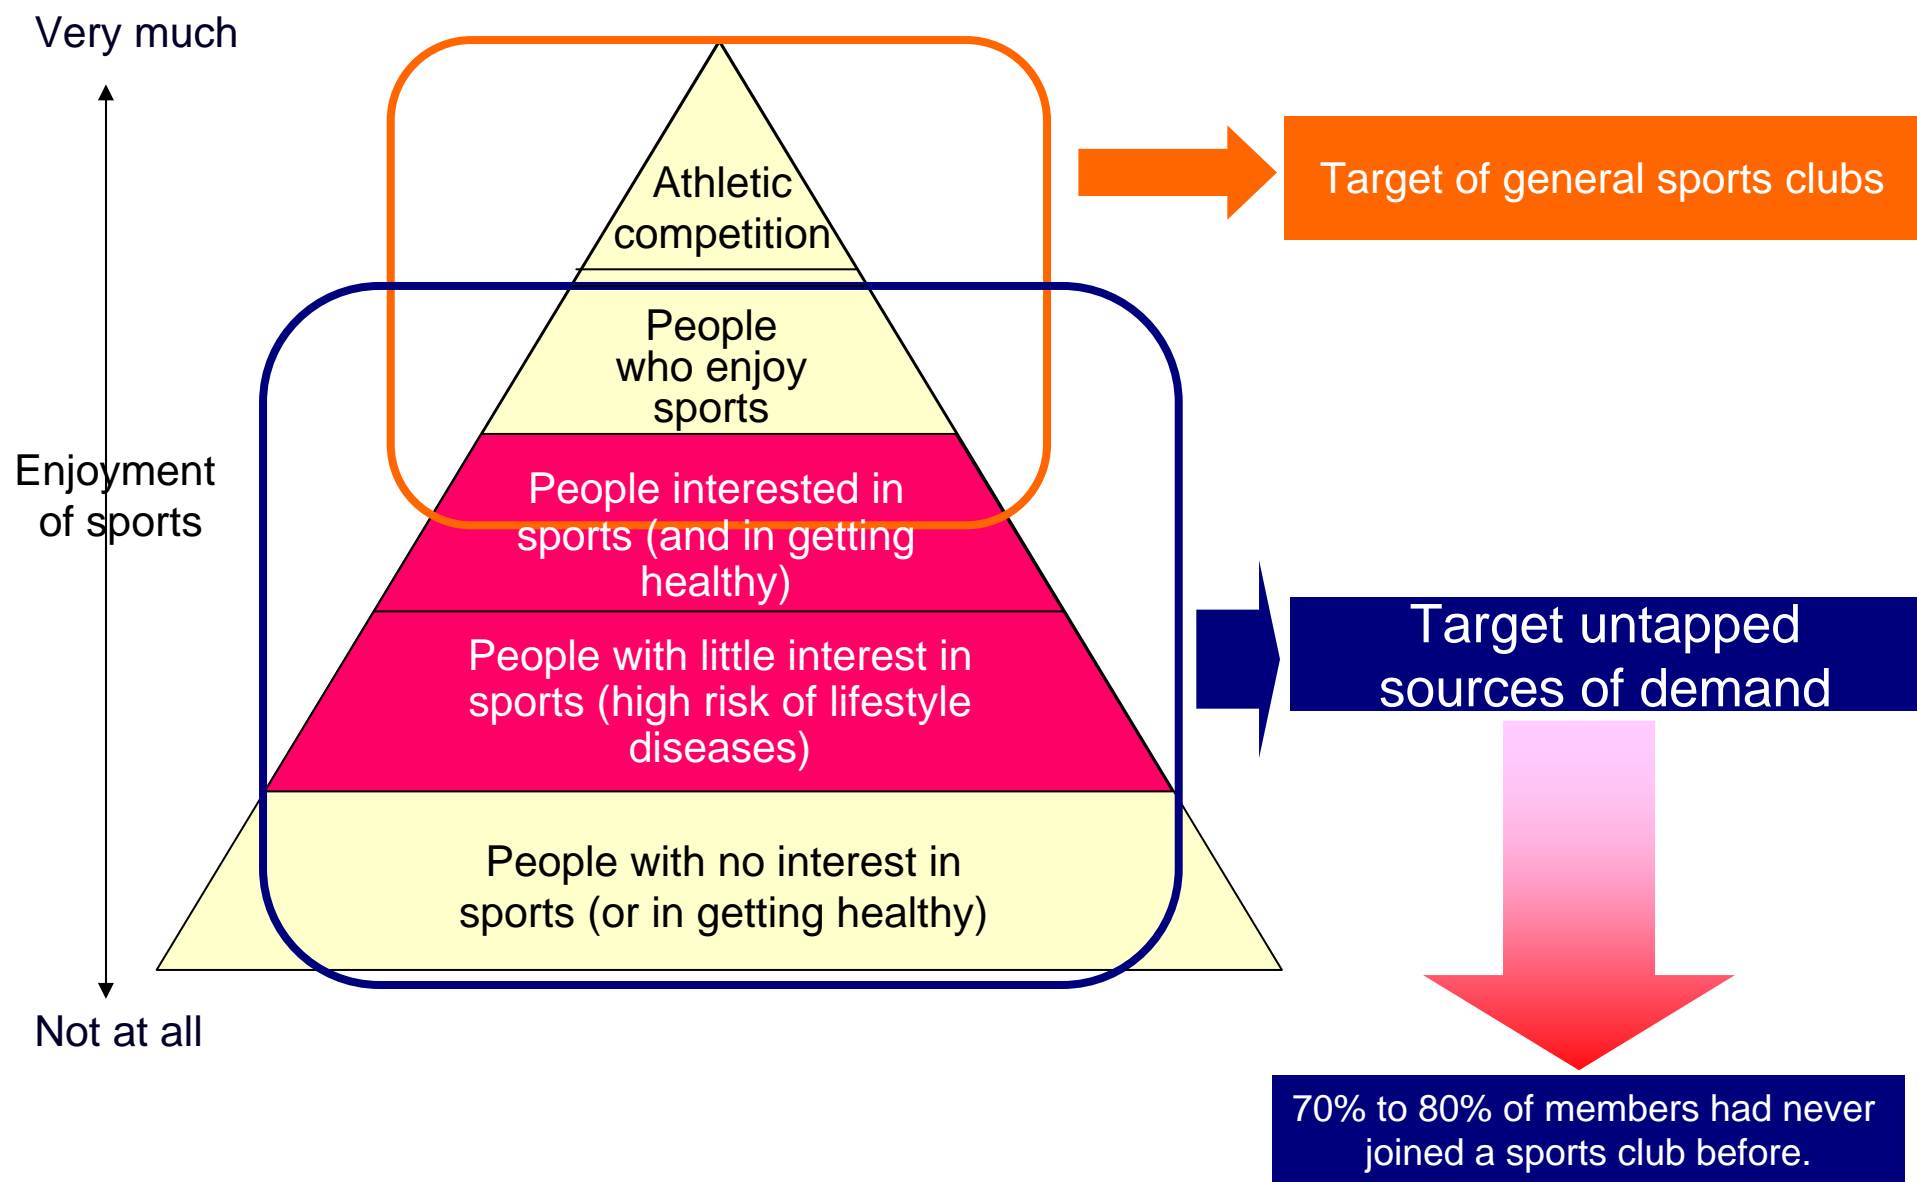 Very much
Athletic
competition
Target of general sports clubs
People
who enjoy
sports
Enjoyment
of sports
People interested in
sports (and in getting
healthy)
Target untapped
sources of demand
People with little interest in
sports (high risk of lifestyle
diseases)
People with no interest in
sports (or in getting healthy)
Not at all
70% to 80% of members had never
joined a sports club before.